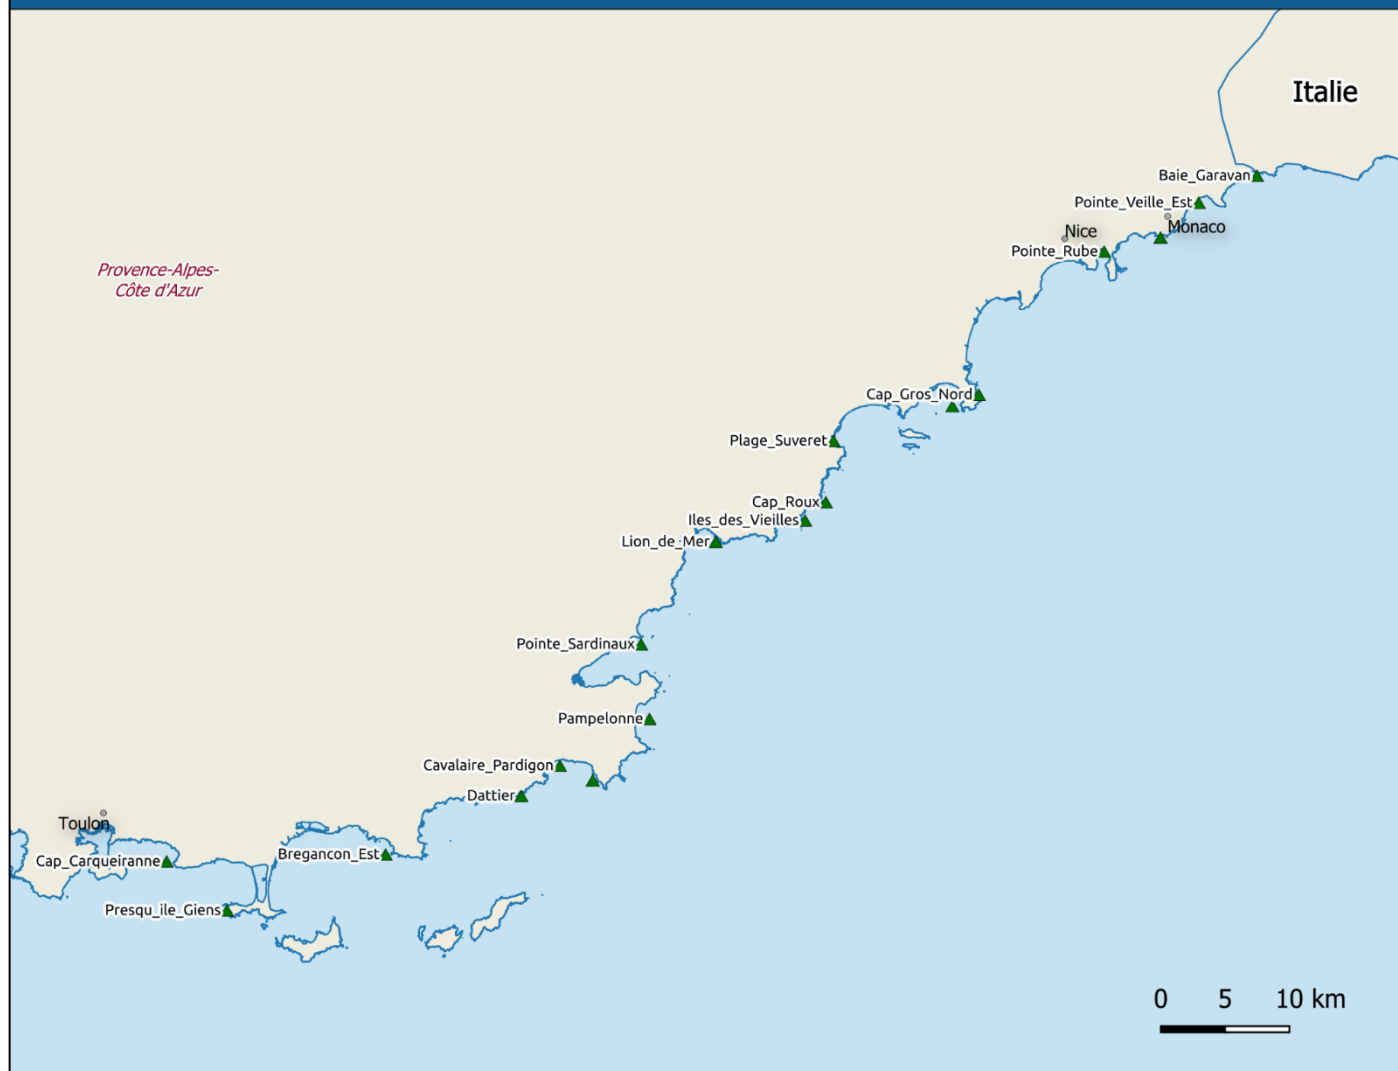 Italie
Baie_Garavan
Pointe_Veille_Est
Monaco
Nice
Pointe_Rube
Provence-Alpes-
Côte d'Azur
Cap_Gros_Nord
Plage_Suveret
Cap_Roux
Iles_des_Vieilles
Lion_de_Mer
Pointe_Sardinaux
Pampelonne
Cavalaire_Pardigon
Dattier
Toulon
Bregancon_Est
Cap_Carqueiranne
Presqu_ile_Giens
0 5 10 km